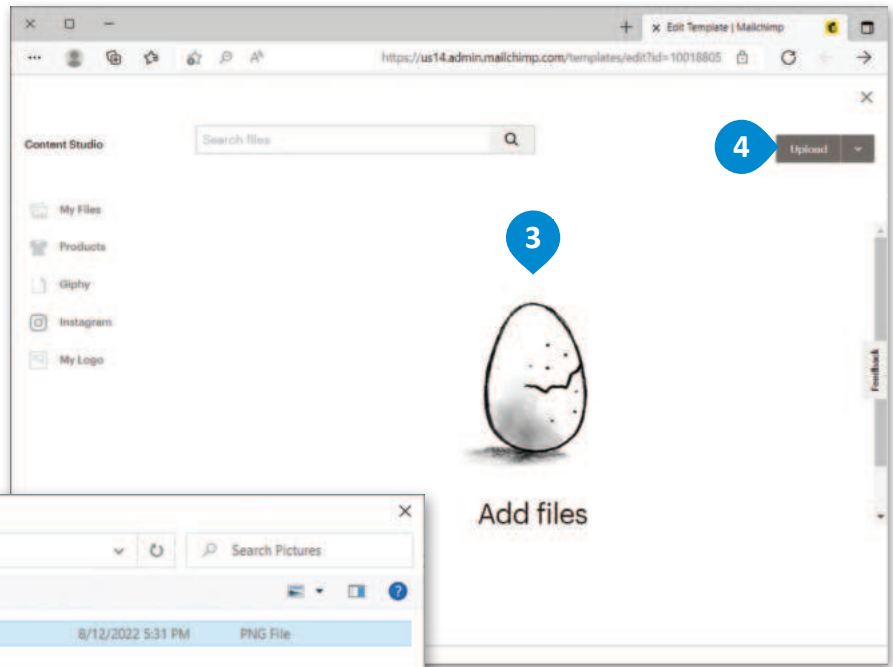 Edit Template | Mailchimp
https://us14.admin.mailchimp.com/templates/edit?id=10018805
Content Studio
Search files
4
Upload
My Files
Products
3
Giphy
Instagram
My Logo
Feedback
Add files
Search Pictures
8/12/2022 5:31 PM PNG File